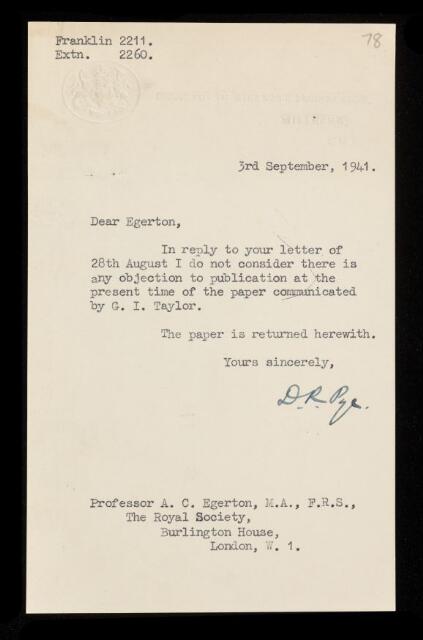 Franklin 2211.
78
Extn. 2260.
3rd September, 1941.
Dear Egerton,
In reply to your letter of
28th August I do not consider there is
any objection to publication at the
present time of the paper communicated
by G. I. Taylor.
The paper is returned herewith.
Yours sincerely,
D. R. Pye.
Professor A. C. Egerton, M.A., F.R.S.,
The Royal Society,
Burlington House,
London, W. 1.